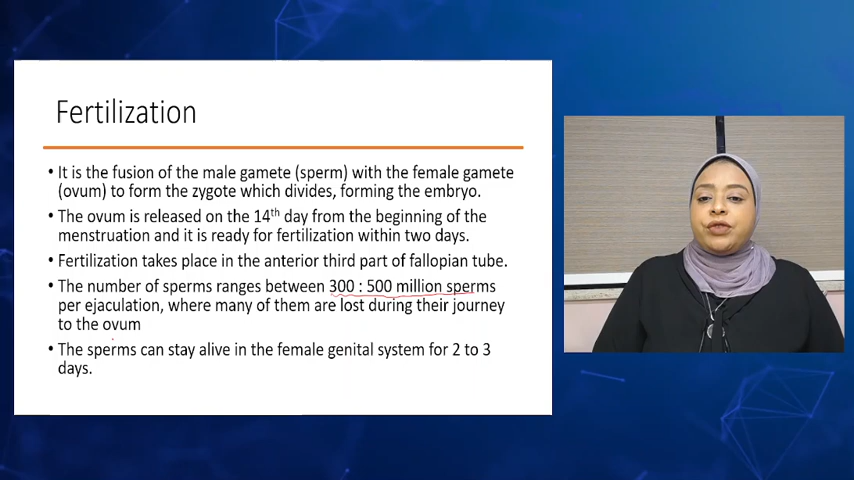 Fertilization
• It is the fusion of the male gamete (sperm) with the female gamete
(ovum) to form the zygote which divides, forming the embryo.
• The ovum is released on the 14th day from the beginning of the
menstruation and it is ready for fertilization within two days.
• Fertilization takes place in the anterior third part of fallopian tube.
• The number of sperms ranges between 300 : 500 million sperms
per ejaculation, where many of them are lost during their journey
to the ovum
• The sperms can stay alive in the female genital system for 2 to 3
days.